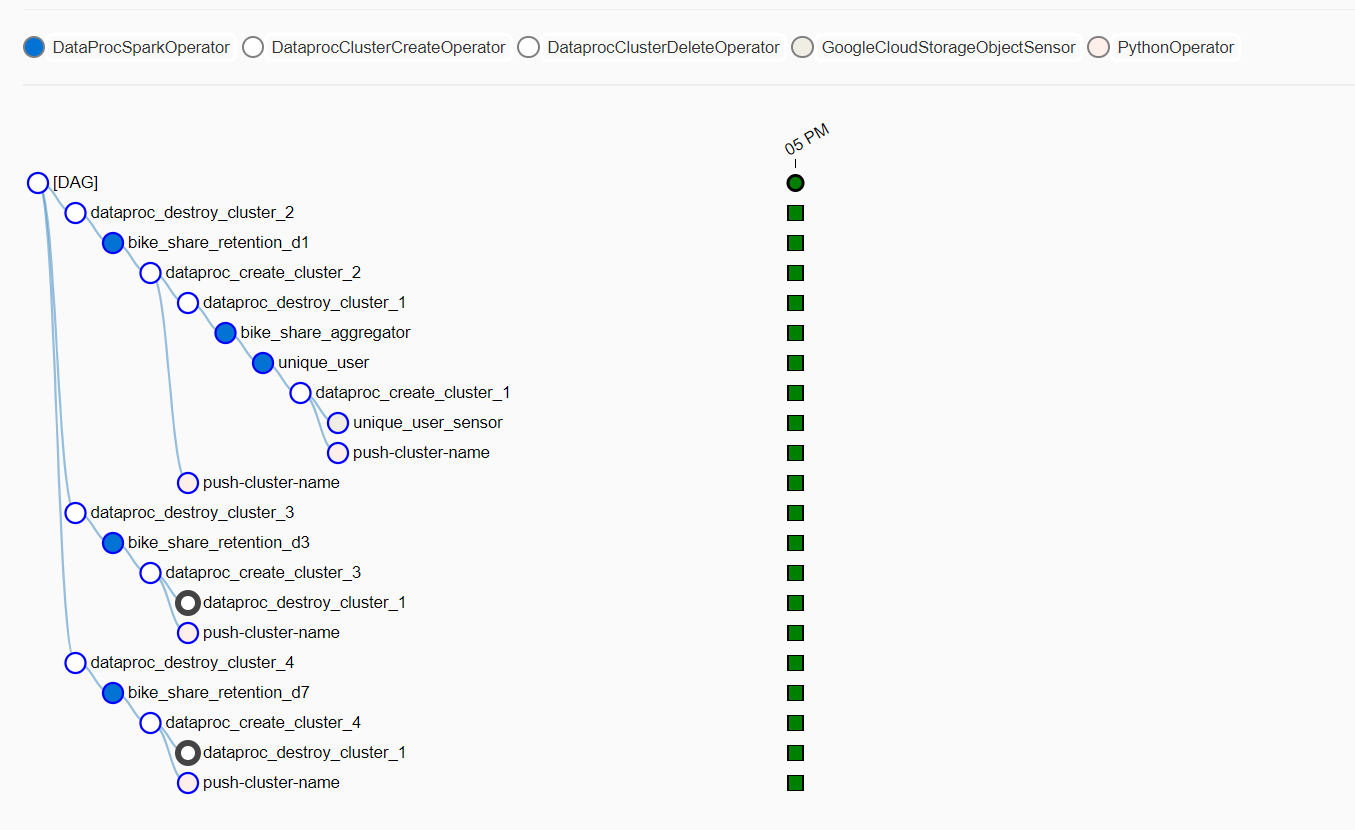 DataProcSparkOperator DataprocClusterCreateOperator DataprocClusterDeleteOperator GoogleCloudStorageObjectSensor PythonOperator
05 PM
[DAG]
dataproc_destroy_cluster_2
bike_share_retention_d1
dataproc_create_cluster_2
dataproc_destroy_cluster_1
bike_share_aggregator
unique_user
dataproc_create_cluster_1
unique_user_sensor
push-cluster-name
push-cluster-name
dataproc_destroy_cluster_3
bike_share_retention_d3
dataproc_create_cluster_3
dataproc_destroy_cluster_1
push-cluster-name
dataproc_destroy_cluster_4
bike_share_retention_d7
dataproc_create_cluster_4
dataproc_destroy_cluster_1
push-cluster-name